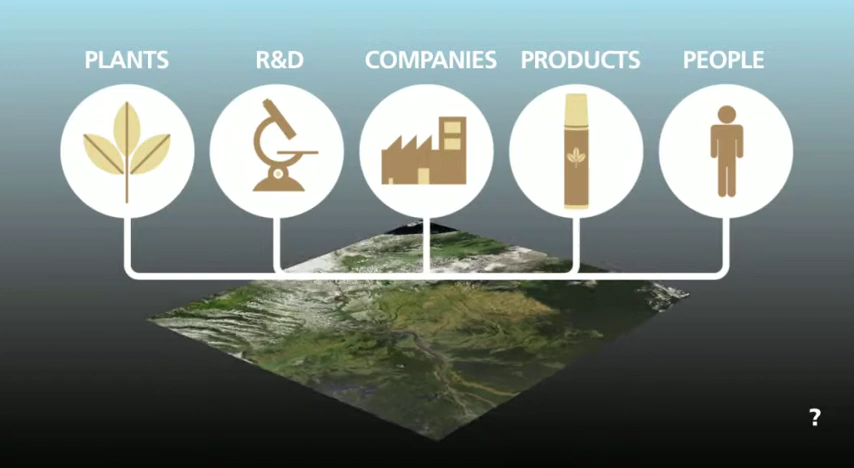 PLANTS
R&D
COMPANIES
PRODUCTS
PEOPLE
?